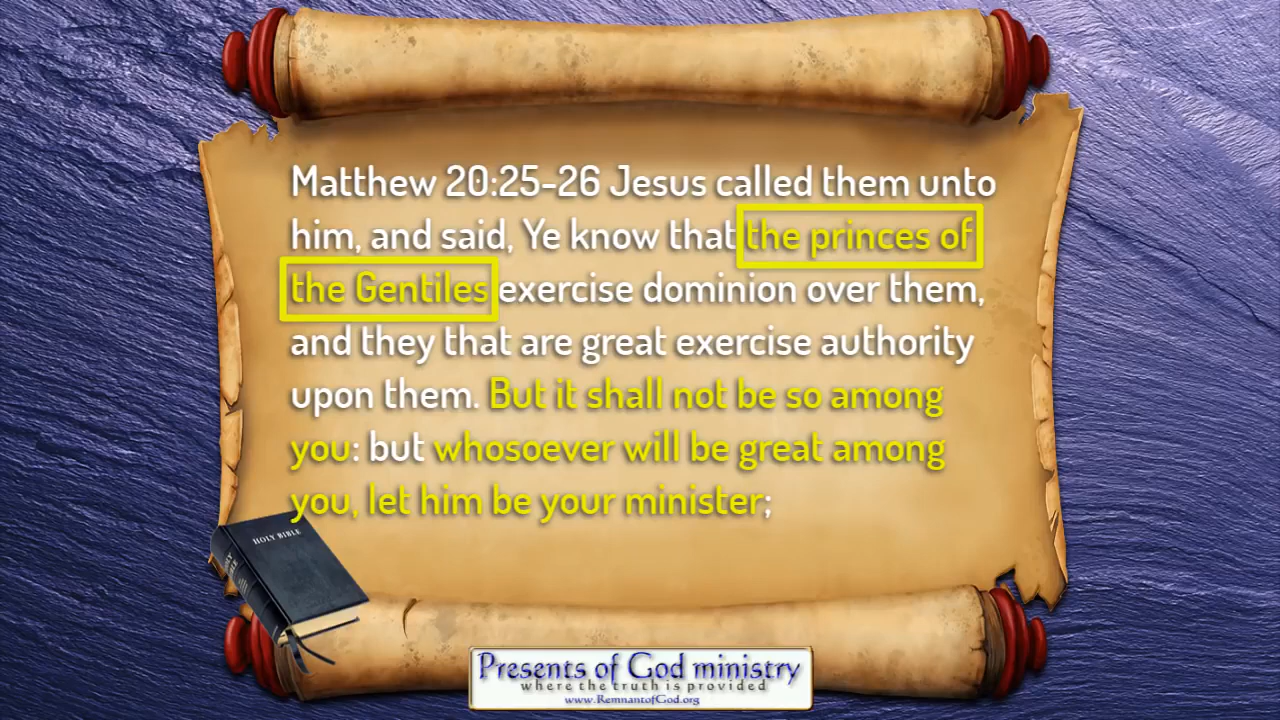 Matthew 20:25-26 Jesus called them unto
him, and said, Ye know that the princes of
the Gentiles exercise dominion over them,
and they that are great exercise authority
upon them. But it shall not be so among
you: but whosoever will be great among
you, let him be your minister;
HOLY BIBLE
Presents of God ministry
where the truth is provided
www.RemnantofGod.org